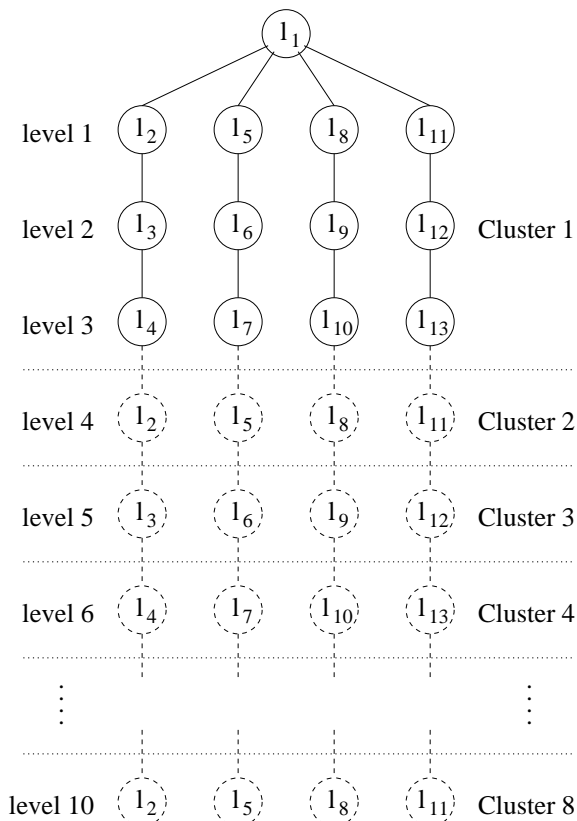 l1
level 1 l2 l5 l8 l11
level 2 l3 l6 l9 l12 Cluster 1
level 3 l4 l7 l10 l13
level 4 l2 l5 l8 l11 Cluster 2
level 5 l3 l6 l9 l12 Cluster 3
level 6 l4 l7 l10 l13 Cluster 4
level 10 l2 l5 l8 l11 Cluster 8